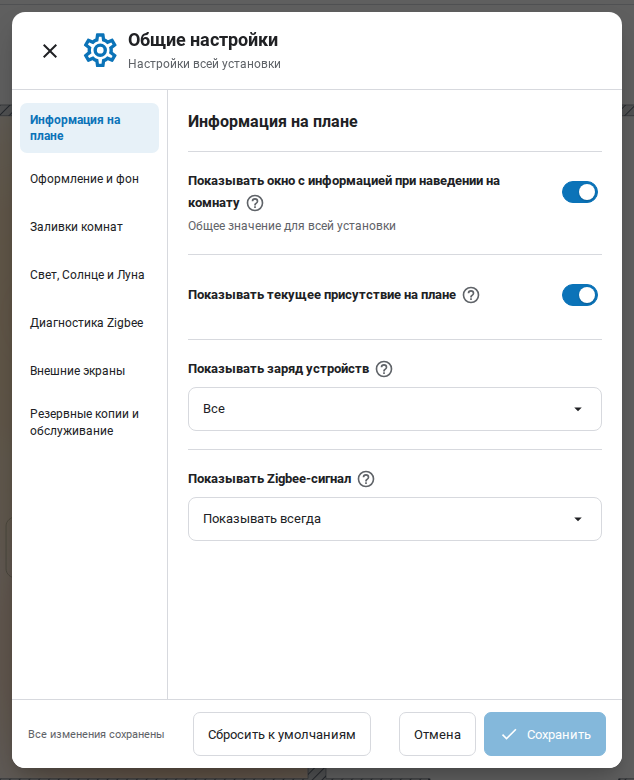 Общие настройки
Настройки всей установки
Информация на
плане
Оформление и фон
Заливки комнат
Свет, Солнце и Луна
Диагностика Zigbee
Внешние экраны
Резервные копии и
обслуживание
Информация на плане
Показывать окно с информацией при наведении на
комнату ?
Общее значение для всей установки
Показывать текущее присутствие на плане ?
Показывать заряд устройств ?
Все
Показывать Zigbee-сигнал ?
Показывать всегда
Все изменения сохранены
Сбросить к умолчаниям
Отмена
Сохранить